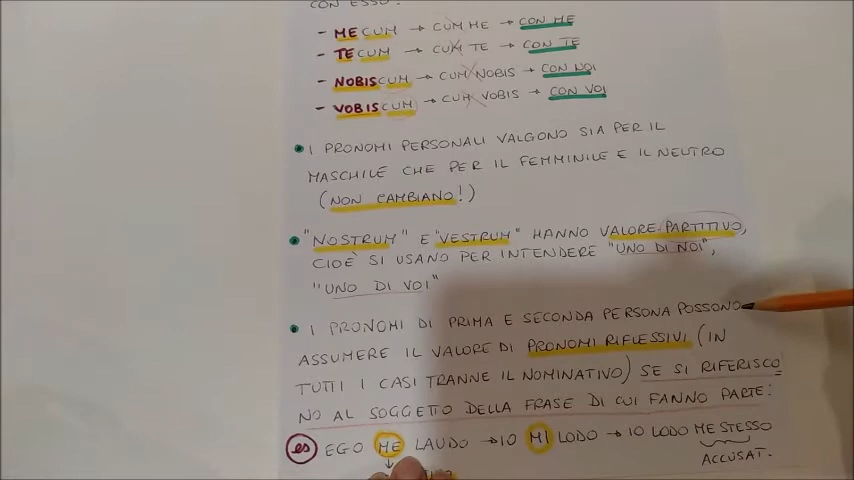 CON ESSO:
- MECUM → CUM ME → CON ME
- TECUM → CUM TE → CON TE
- NOBISCUM → CUM NOBIS → CON NOI
- VOBISCUM → CUM VOBIS → CON VOI
• I PRONOMI PERSONALI VALGONO SIA PER IL
MASCHILE CHE PER IL FEMMINILE E IL NEUTRO
(NON CAMBIANO!)
• "NOSTRUM" E "VESTRUM" HANNO VALORE PARTITIVO,
CIOÈ SI USANO PER INTENDERE "UNO DI NOI",
"UNO DI VOI"
• I PRONOMI DI PRIMA E SECONDA PERSONA POSSONO
ASSUMERE IL VALORE DI PRONOMI RIFLESSIVI (IN
TUTTI I CASI TRANNE IL NOMINATIVO) SE SI RIFERISCO
NO AL SOGGETTO DELLA FRASE DI CUI FANNO PARTE:
es EGO ME LAUDO → IO MI LODO → IO LODO ME STESSO
ACCUSAT.